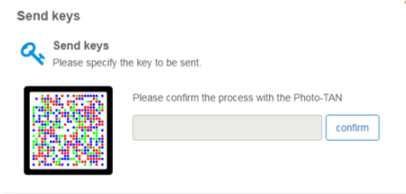 Send keys
Send keys
Please specify the key to be sent.
Please confirm the process with the Photo-TAN
confirm